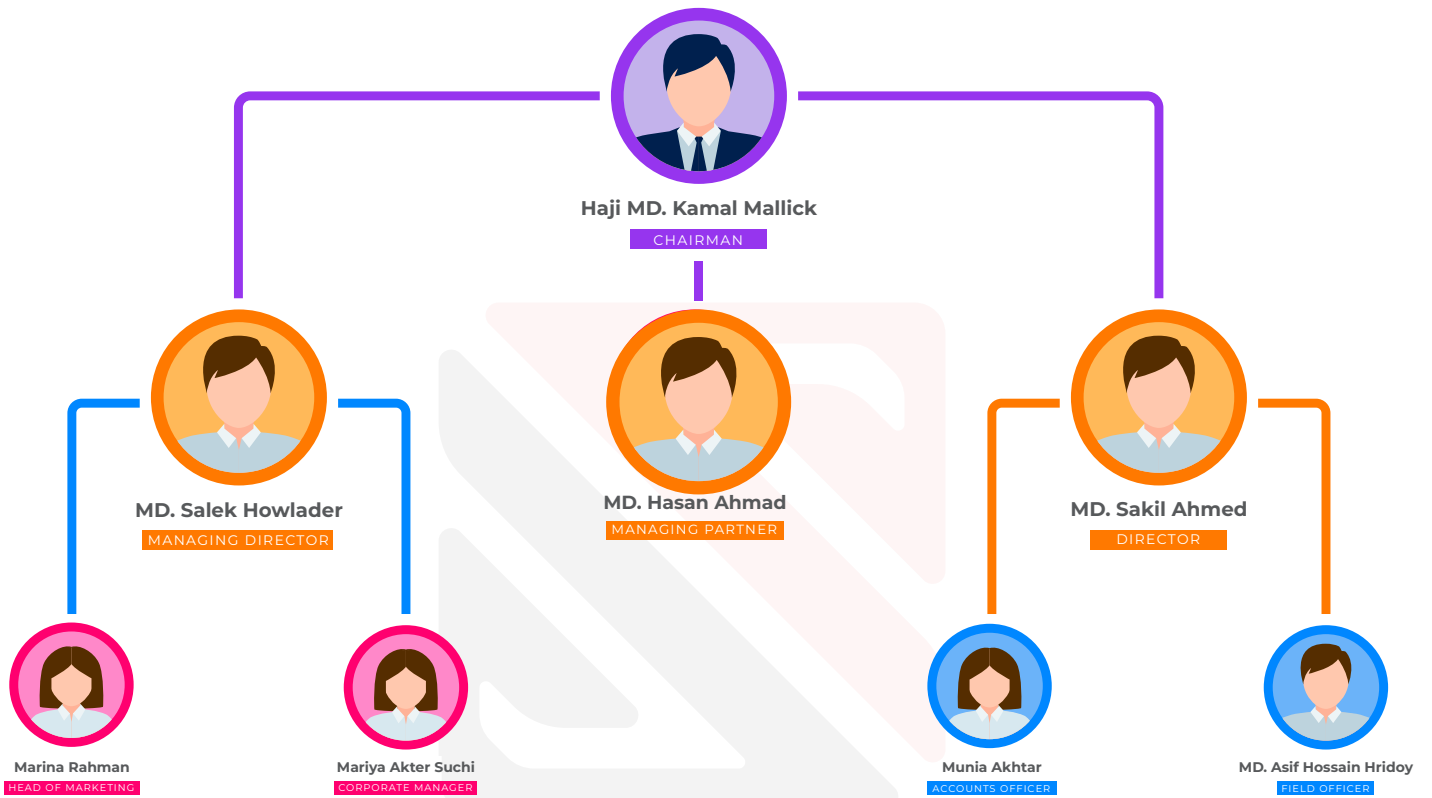 Haji MD. Kamal Mallick
CHAIRMAN
MD. Salek Howlader
MANAGING DIRECTOR
MD. Hasan Ahmad
MANAGING PARTNER
MD. Sakil Ahmed
DIRECTOR
Marina Rahman
HEAD OF MARKETING
Mariya Akter Suchi
CORPORATE MANAGER
Munia Akhtar
ACCOUNTS OFFICER
MD. Asif Hossain Hridoy
FIELD OFFICER